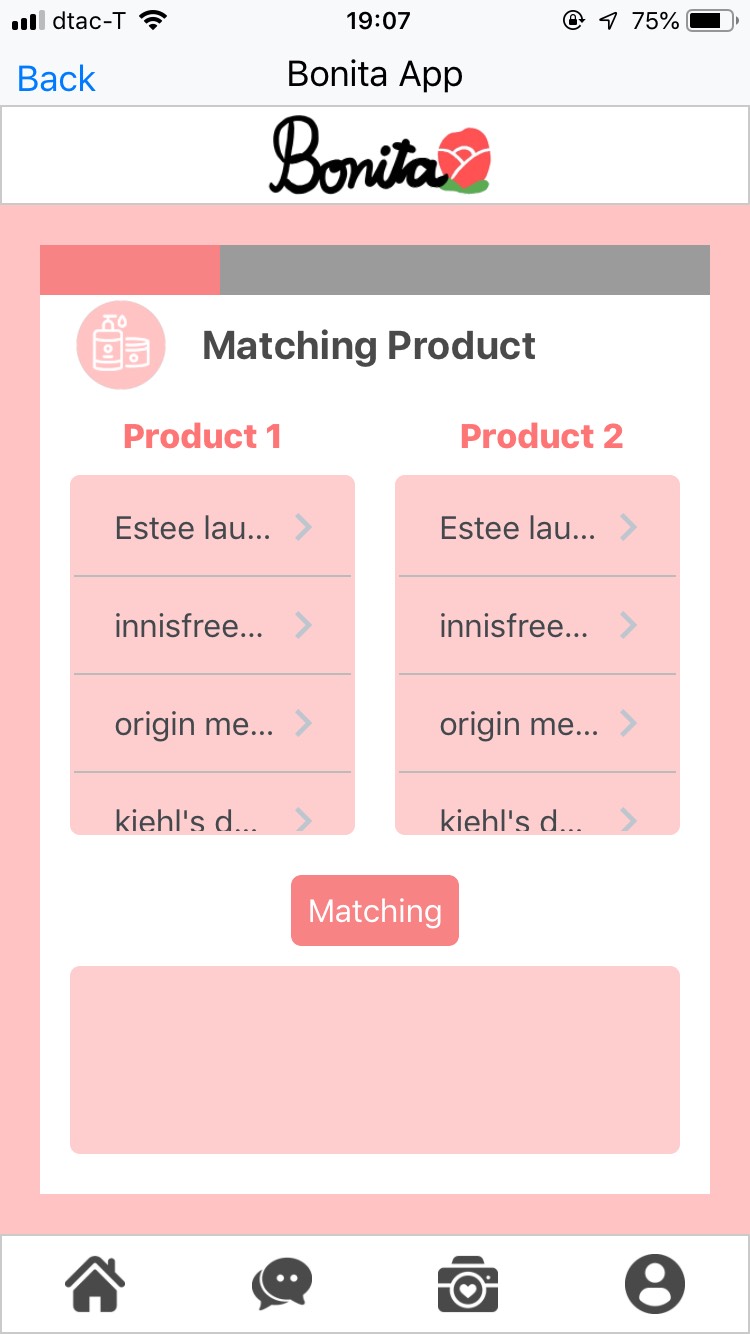 dtac-T 19:07 75%
Back Bonita App
Bonita
Matching Product
Product 1 Product 2
Estee lau... Estee lau...
innisfree... innisfree...
origin me... origin me...
kiehl's d... kiehl's d...
Matching